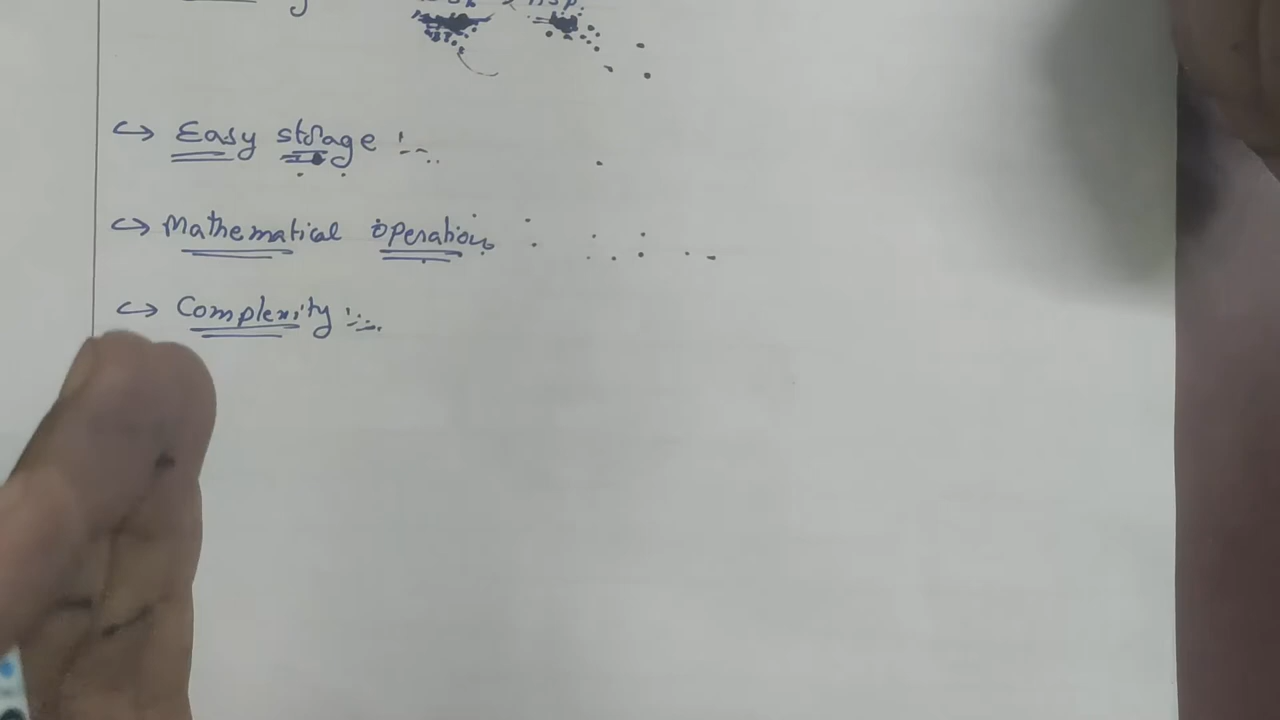 ↪ Easy storage :-
↪ Mathematical operations :
↪ Complexity :-